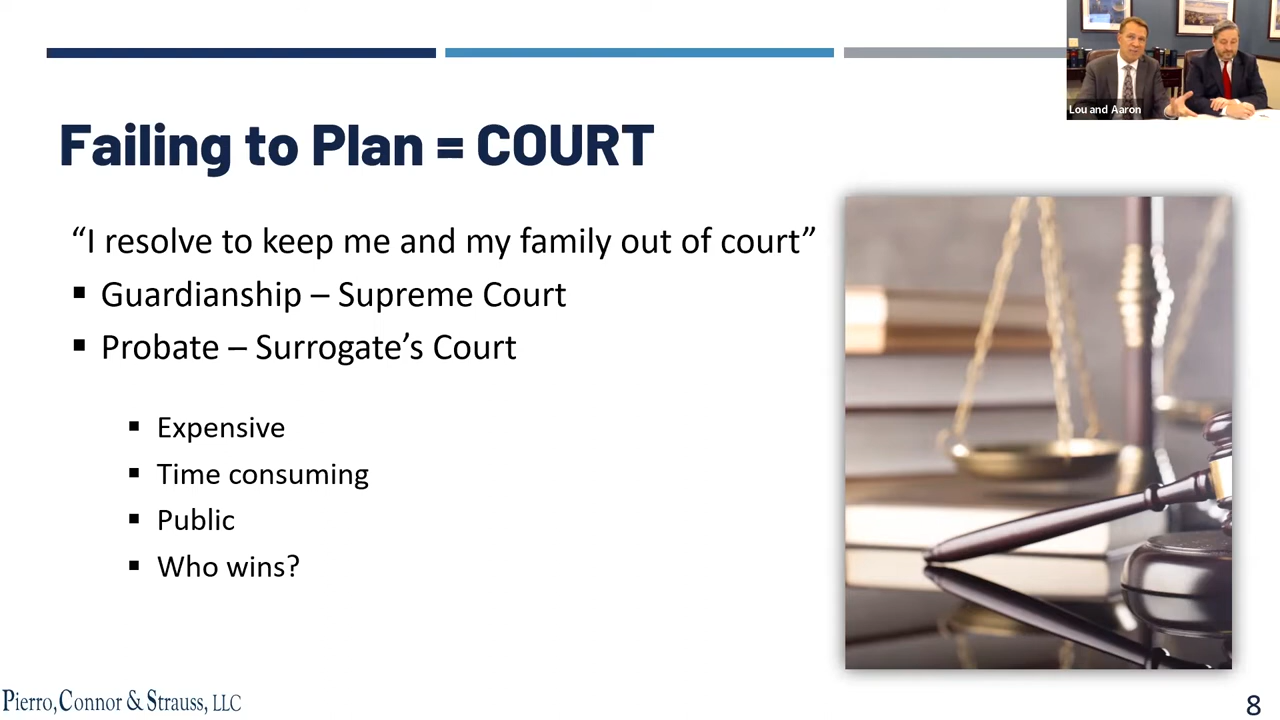 Lou and Aaron
Failing to Plan = COURT
“I resolve to keep me and my family out of court”
▪ Guardianship – Supreme Court
▪ Probate – Surrogate’s Court
▪ Expensive
▪ Time consuming
▪ Public
▪ Who wins?
Pierro, Connor & Strauss, LLC
8